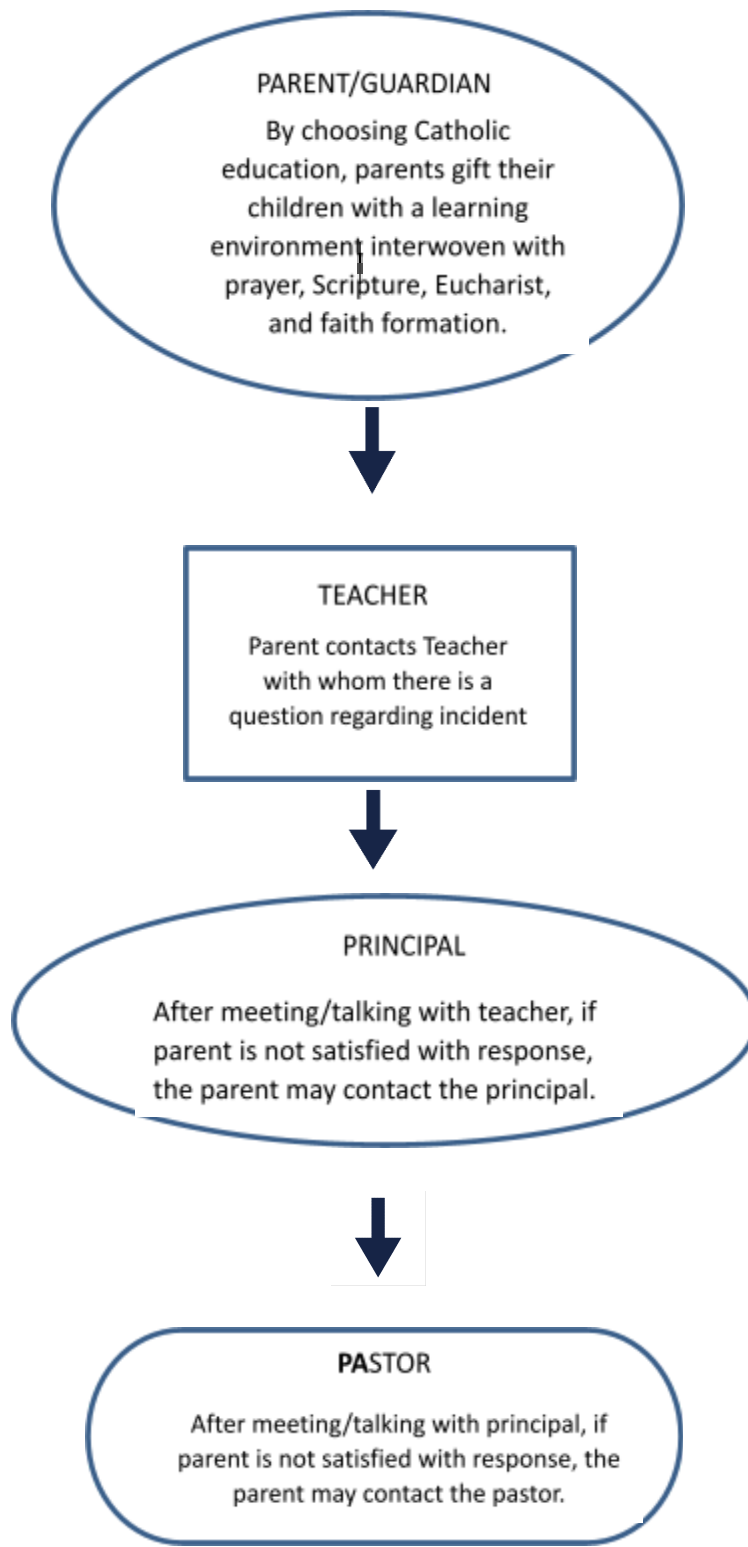 PARENT/GUARDIAN
By choosing Catholic
education, parents gift their
children with a learning
environment interwoven with
prayer, Scripture, Eucharist,
and faith formation.
TEACHER
Parent contacts Teacher
with whom there is a
question regarding incident
PRINCIPAL
After meeting/talking with teacher, if
parent is not satisfied with response,
the parent may contact the principal.
PASTOR
After meeting/talking with principal, if
parent is not satisfied with response, the
parent may contact the pastor.